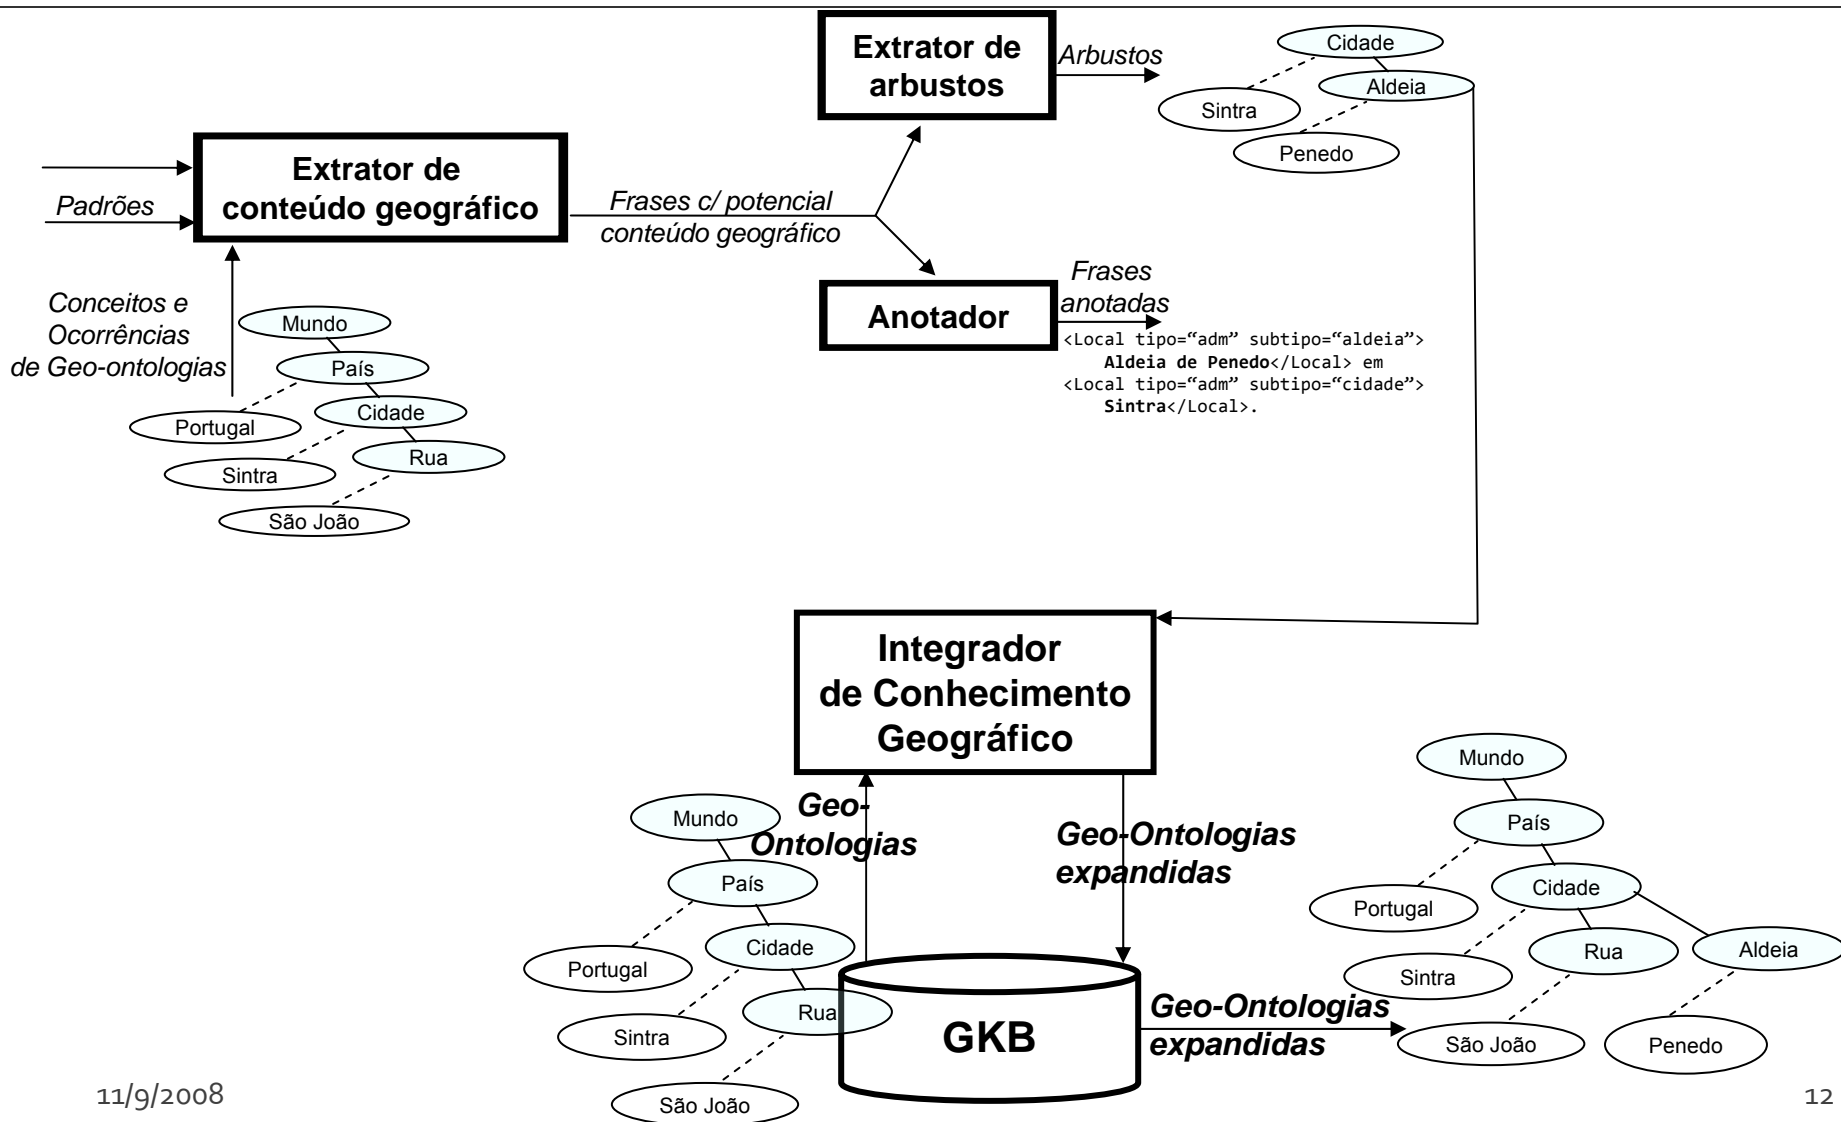 Extrator de
arbustos
Arbustos
Cidade
Aldeia
Sintra
Penedo
Extrator de
conteúdo geográfico
Padrões
Frases c/ potencial
conteúdo geográfico
Conceitos e
Ocorrências
de Geo-ontologias
Mundo
País
Cidade
Portugal
Rua
Sintra
São João
Anotador
Frases
anotadas
<Local tipo=“adm” subtipo=“aldeia”>
Aldeia de Penedo</Local> em
<Local tipo=“adm” subtipo=“cidade”>
Sintra</Local>.
Integrador
de Conhecimento
Geográfico
Geo-
Ontologias
Geo-Ontologias
expandidas
Mundo
País
Cidade
Portugal
Rua
Sintra
São João
GKB
Geo-Ontologias
expandidas
Mundo
País
Cidade
Portugal
Rua
Aldeia
Sintra
São João
Penedo
11/9/2008
12